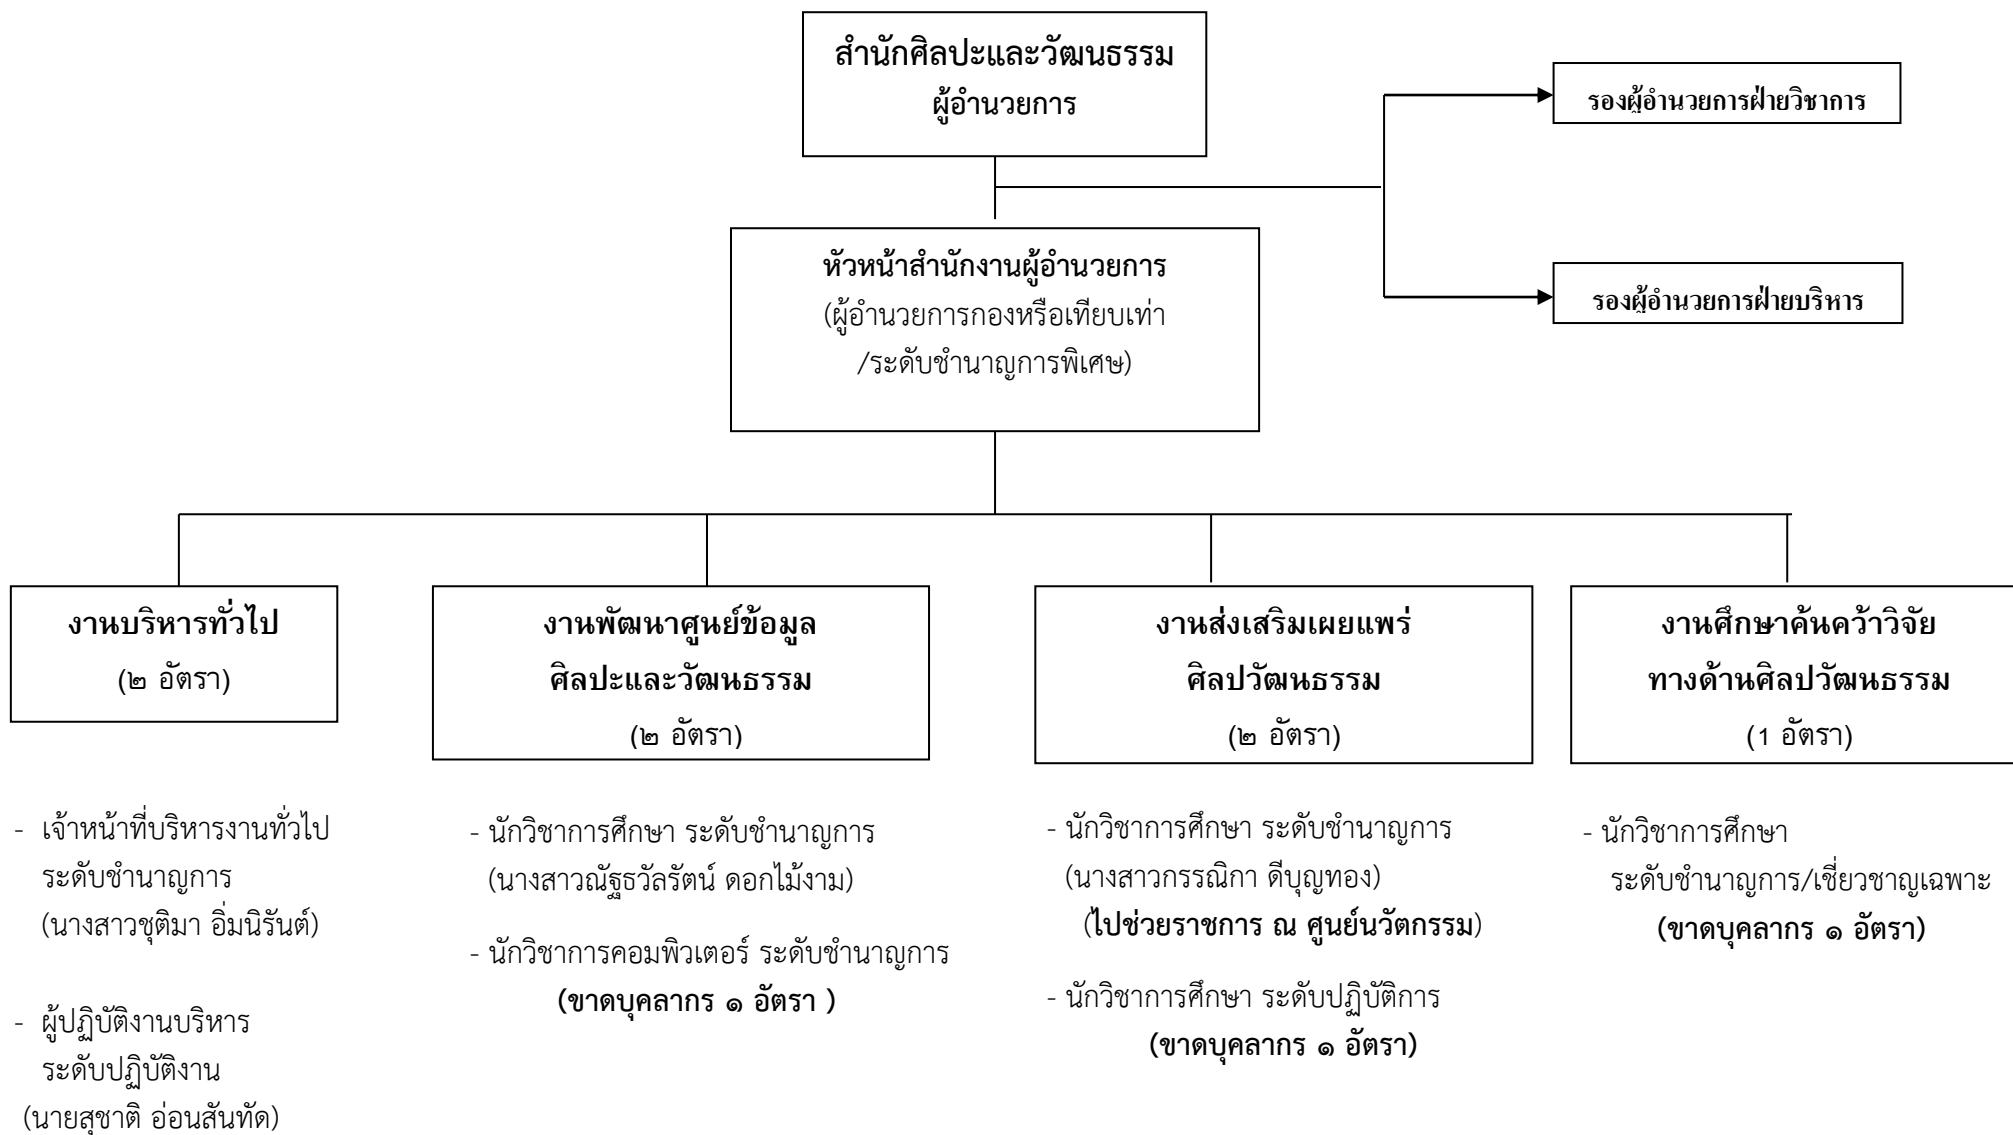 สำนักศิลปะและวัฒนธรรม
ผู้อำนวยการ
รองผู้อำนวยการฝ่ายวิชาการ
หัวหน้าสำนักงานผู้อำนวยการ
(ผู้อำนวยการกองหรือเทียบเท่า
/ระดับชำนาญการพิเศษ)
รองผู้อำนวยการฝ่ายบริหาร
งานบริหารทั่วไป
(๒ อัตรา)
งานพัฒนาศูนย์ข้อมูล
ศิลปะและวัฒนธรรม
(๒ อัตรา)
งานส่งเสริมเผยแพร่
ศิลปวัฒนธรรม
(๒ อัตรา)
งานศึกษาค้นคว้าวิจัย
ทางด้านศิลปวัฒนธรรม
(1 อัตรา)
- เจ้าหน้าที่บริหารงานทั่วไป
ระดับชำนาญการ
(นางสาวชุติมา อิ่มนิรันต์)
- ผู้ปฏิบัติงานบริหาร
ระดับปฏิบัติงาน
(นายสุชาติ อ่อนสันทัด)
- นักวิชาการศึกษา ระดับชำนาญการ
(นางสาวณัฐธวัลรัตน์ ดอกไม้งาม)
- นักวิชาการคอมพิวเตอร์ ระดับชำนาญการ
(ขาดบุคลากร ๑ อัตรา )
- นักวิชาการศึกษา ระดับชำนาญการ
(นางสาวกรรณิกา ดีบุญทอง)
(ไปช่วยราชการ ณ ศูนย์นวัตกรรม)
- นักวิชาการศึกษา ระดับปฏิบัติการ
(ขาดบุคลากร ๑ อัตรา)
- นักวิชาการศึกษา
ระดับชำนาญการ/เชี่ยวชาญเฉพาะ
(ขาดบุคลากร ๑ อัตรา)